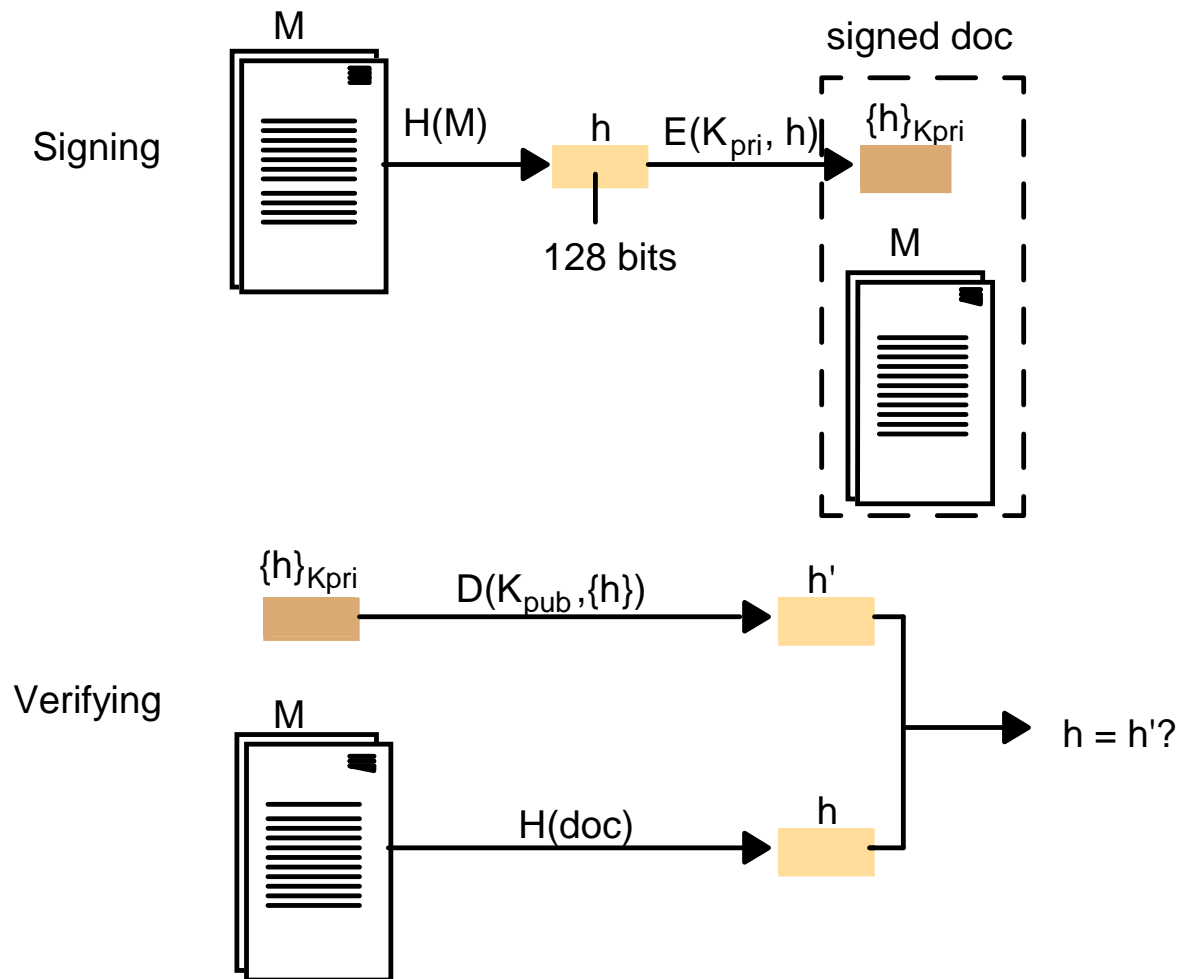 M
signed doc
Signing
H(M)
h
E(Kpri, h)
{h}Kpri
128 bits
M
{h}Kpri
D(Kpub,{h})
h'
Verifying
M
h = h'?
H(doc)
h